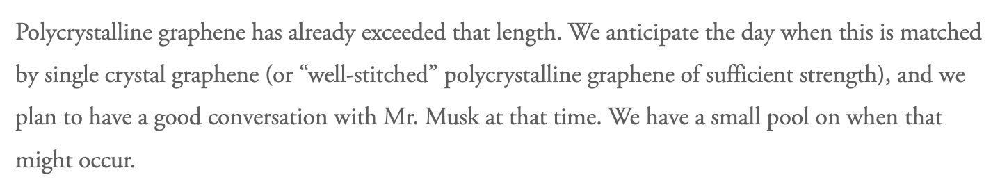 Polycrystalline graphene has already exceeded that length. We anticipate the day when this is matched
by single crystal graphene (or “well-stitched” polycrystalline graphene of sufficient strength), and we
plan to have a good conversation with Mr. Musk at that time. We have a small pool on when that
might occur.